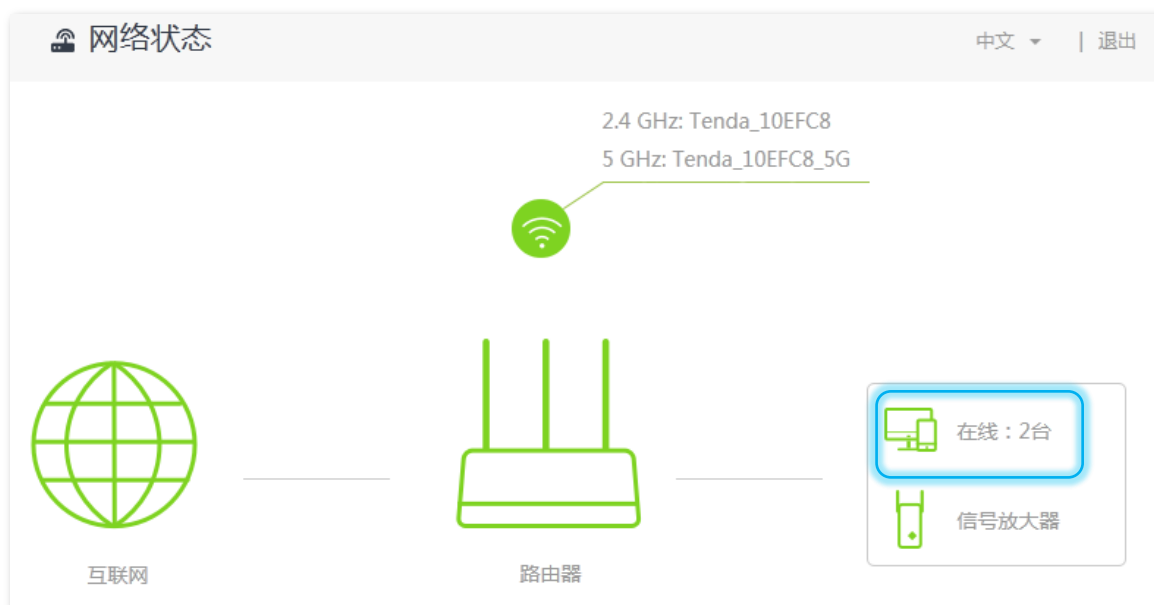 网络状态
中文 | 退出
2.4 GHz: Tenda_10EFC8
5 GHz: Tenda_10EFC8_5G
在线：2台
信号放大器
互联网
路由器